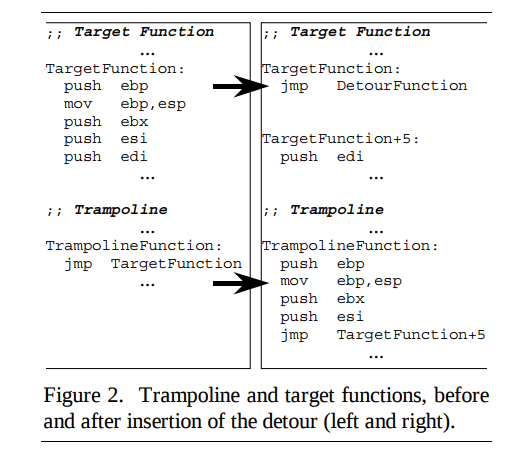 ;; Target Function
...
TargetFunction:
push ebp
mov ebp,esp
push ebx
push esi
push edi
...
;; Trampoline
...
TrampolineFunction:
jmp TargetFunction
...
;; Target Function
...
TargetFunction:
jmp DetourFunction
TargetFunction+5:
push edi
...
;; Trampoline
...
TrampolineFunction:
push ebp
mov ebp,esp
push ebx
push esi
jmp TargetFunction+5
...
Figure 2. Trampoline and target functions, before
and after insertion of the detour (left and right).